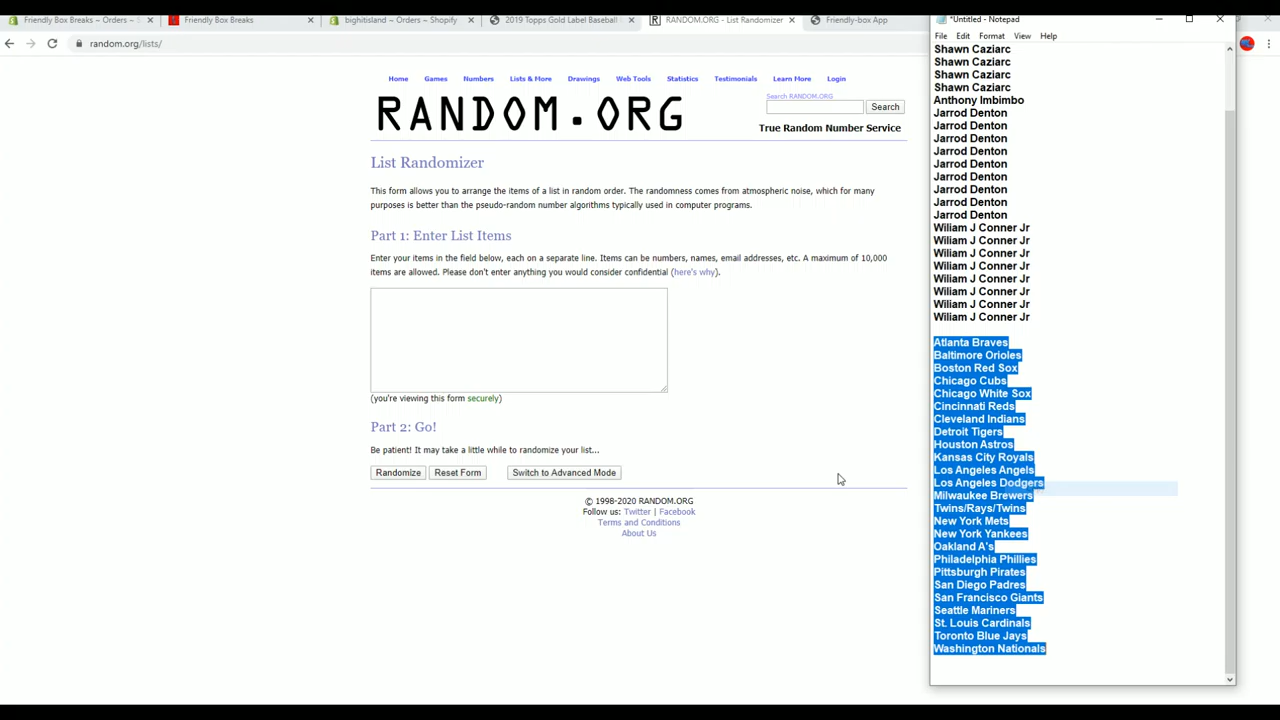 Friendly Box Breaks ~ Orders ~ S
Friendly Box Breaks
bighitisland ~ Orders ~ Shopify
2019 Topps Gold Label Baseball
RANDOM.ORG - List Randomizer
Friendly-box App
random.org/lists/
Home Games Numbers Lists & More Drawings Web Tools Statistics Testimonials Learn More Login
Search RANDOM.ORG
Search
RANDOM.ORG
True Random Number Service
List Randomizer
This form allows you to arrange the items of a list in random order. The randomness comes from atmospheric noise, which for many
purposes is better than the pseudo-random number algorithms typically used in computer programs.
Part 1: Enter List Items
Enter your items in the field below, each on a separate line. Items can be numbers, names, email addresses, etc. A maximum of 10,000
items are allowed. Please don't enter anything you would consider confidential (here's why).
(you're viewing this form securely)
Part 2: Go!
Be patient! It may take a little while to randomize your list...
Randomize Reset Form Switch to Advanced Mode
© 1998-2020 RANDOM.ORG
Follow us: Twitter | Facebook
Terms and Conditions
About Us
*Untitled - Notepad
File Edit Format View Help
Shawn Caziarc
Shawn Caziarc
Shawn Caziarc
Shawn Caziarc
Anthony Imbimbo
Jarrod Denton
Jarrod Denton
Jarrod Denton
Jarrod Denton
Jarrod Denton
Jarrod Denton
Jarrod Denton
Jarrod Denton
Jarrod Denton
Wiliam J Conner Jr
Wiliam J Conner Jr
Wiliam J Conner Jr
Wiliam J Conner Jr
Wiliam J Conner Jr
Wiliam J Conner Jr
Wiliam J Conner Jr
Wiliam J Conner Jr
Atlanta Braves
Baltimore Orioles
Boston Red Sox
Chicago Cubs
Chicago White Sox
Cincinnati Reds
Cleveland Indians
Detroit Tigers
Houston Astros
Kansas City Royals
Los Angeles Angels
Los Angeles Dodgers
Milwaukee Brewers
Twins/Rays/Twins
New York Mets
New York Yankees
Oakland A's
Philadelphia Phillies
Pittsburgh Pirates
San Diego Padres
San Francisco Giants
Seattle Mariners
St. Louis Cardinals
Toronto Blue Jays
Washington Nationals